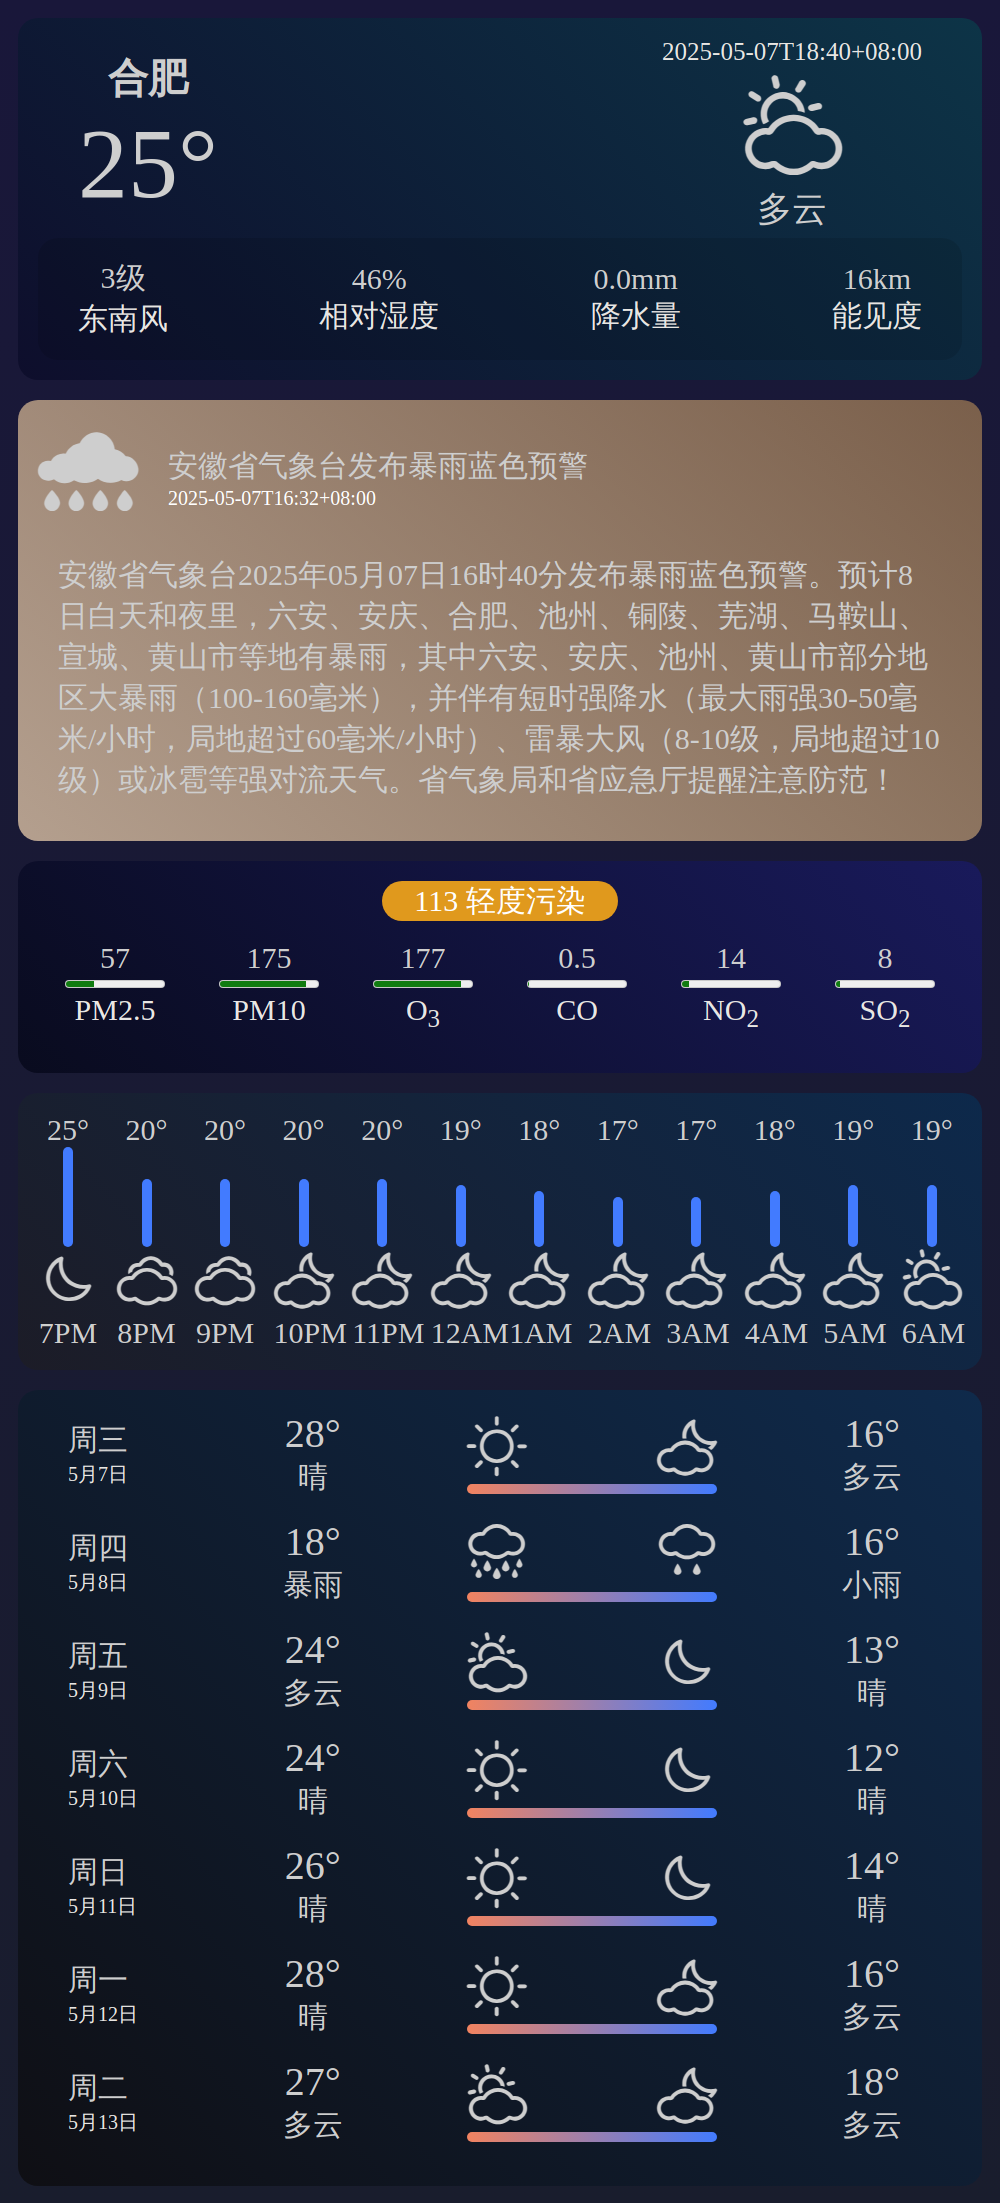 合肥
25°
2025-05-07T18:40+08:00
多云
3级 46% 0.0mm 16km
东南风 相对湿度 降水量 能见度
安徽省气象台发布暴雨蓝色预警
2025-05-07T16:32+08:00
安徽省气象台2025年05月07日16时40分发布暴雨蓝色预警。预计8
日白天和夜里，六安、安庆、合肥、池州、铜陵、芜湖、马鞍山、
宣城、黄山市等地有暴雨，其中六安、安庆、池州、黄山市部分地
区大暴雨（100-160毫米），并伴有短时强降水（最大雨强30-50毫
米/小时，局地超过60毫米/小时）、雷暴大风（8-10级，局地超过10
级）或冰雹等强对流天气。省气象局和省应急厅提醒注意防范！
113 轻度污染
57 175 177 0.5 14 8
PM2.5 PM10 O3 CO NO2 SO2
25° 20° 20° 20° 20° 19° 18° 17° 17° 18° 19° 19°
7PM 8PM 9PM 10PM 11PM 12AM 1AM 2AM 3AM 4AM 5AM 6AM
周三 28° 16°
5月7日 晴 多云
周四 18° 16°
5月8日 暴雨 小雨
周五 24° 13°
5月9日 多云 晴
周六 24° 12°
5月10日 晴 晴
周日 26° 14°
5月11日 晴 晴
周一 28° 16°
5月12日 晴 多云
周二 27° 18°
5月13日 多云 多云